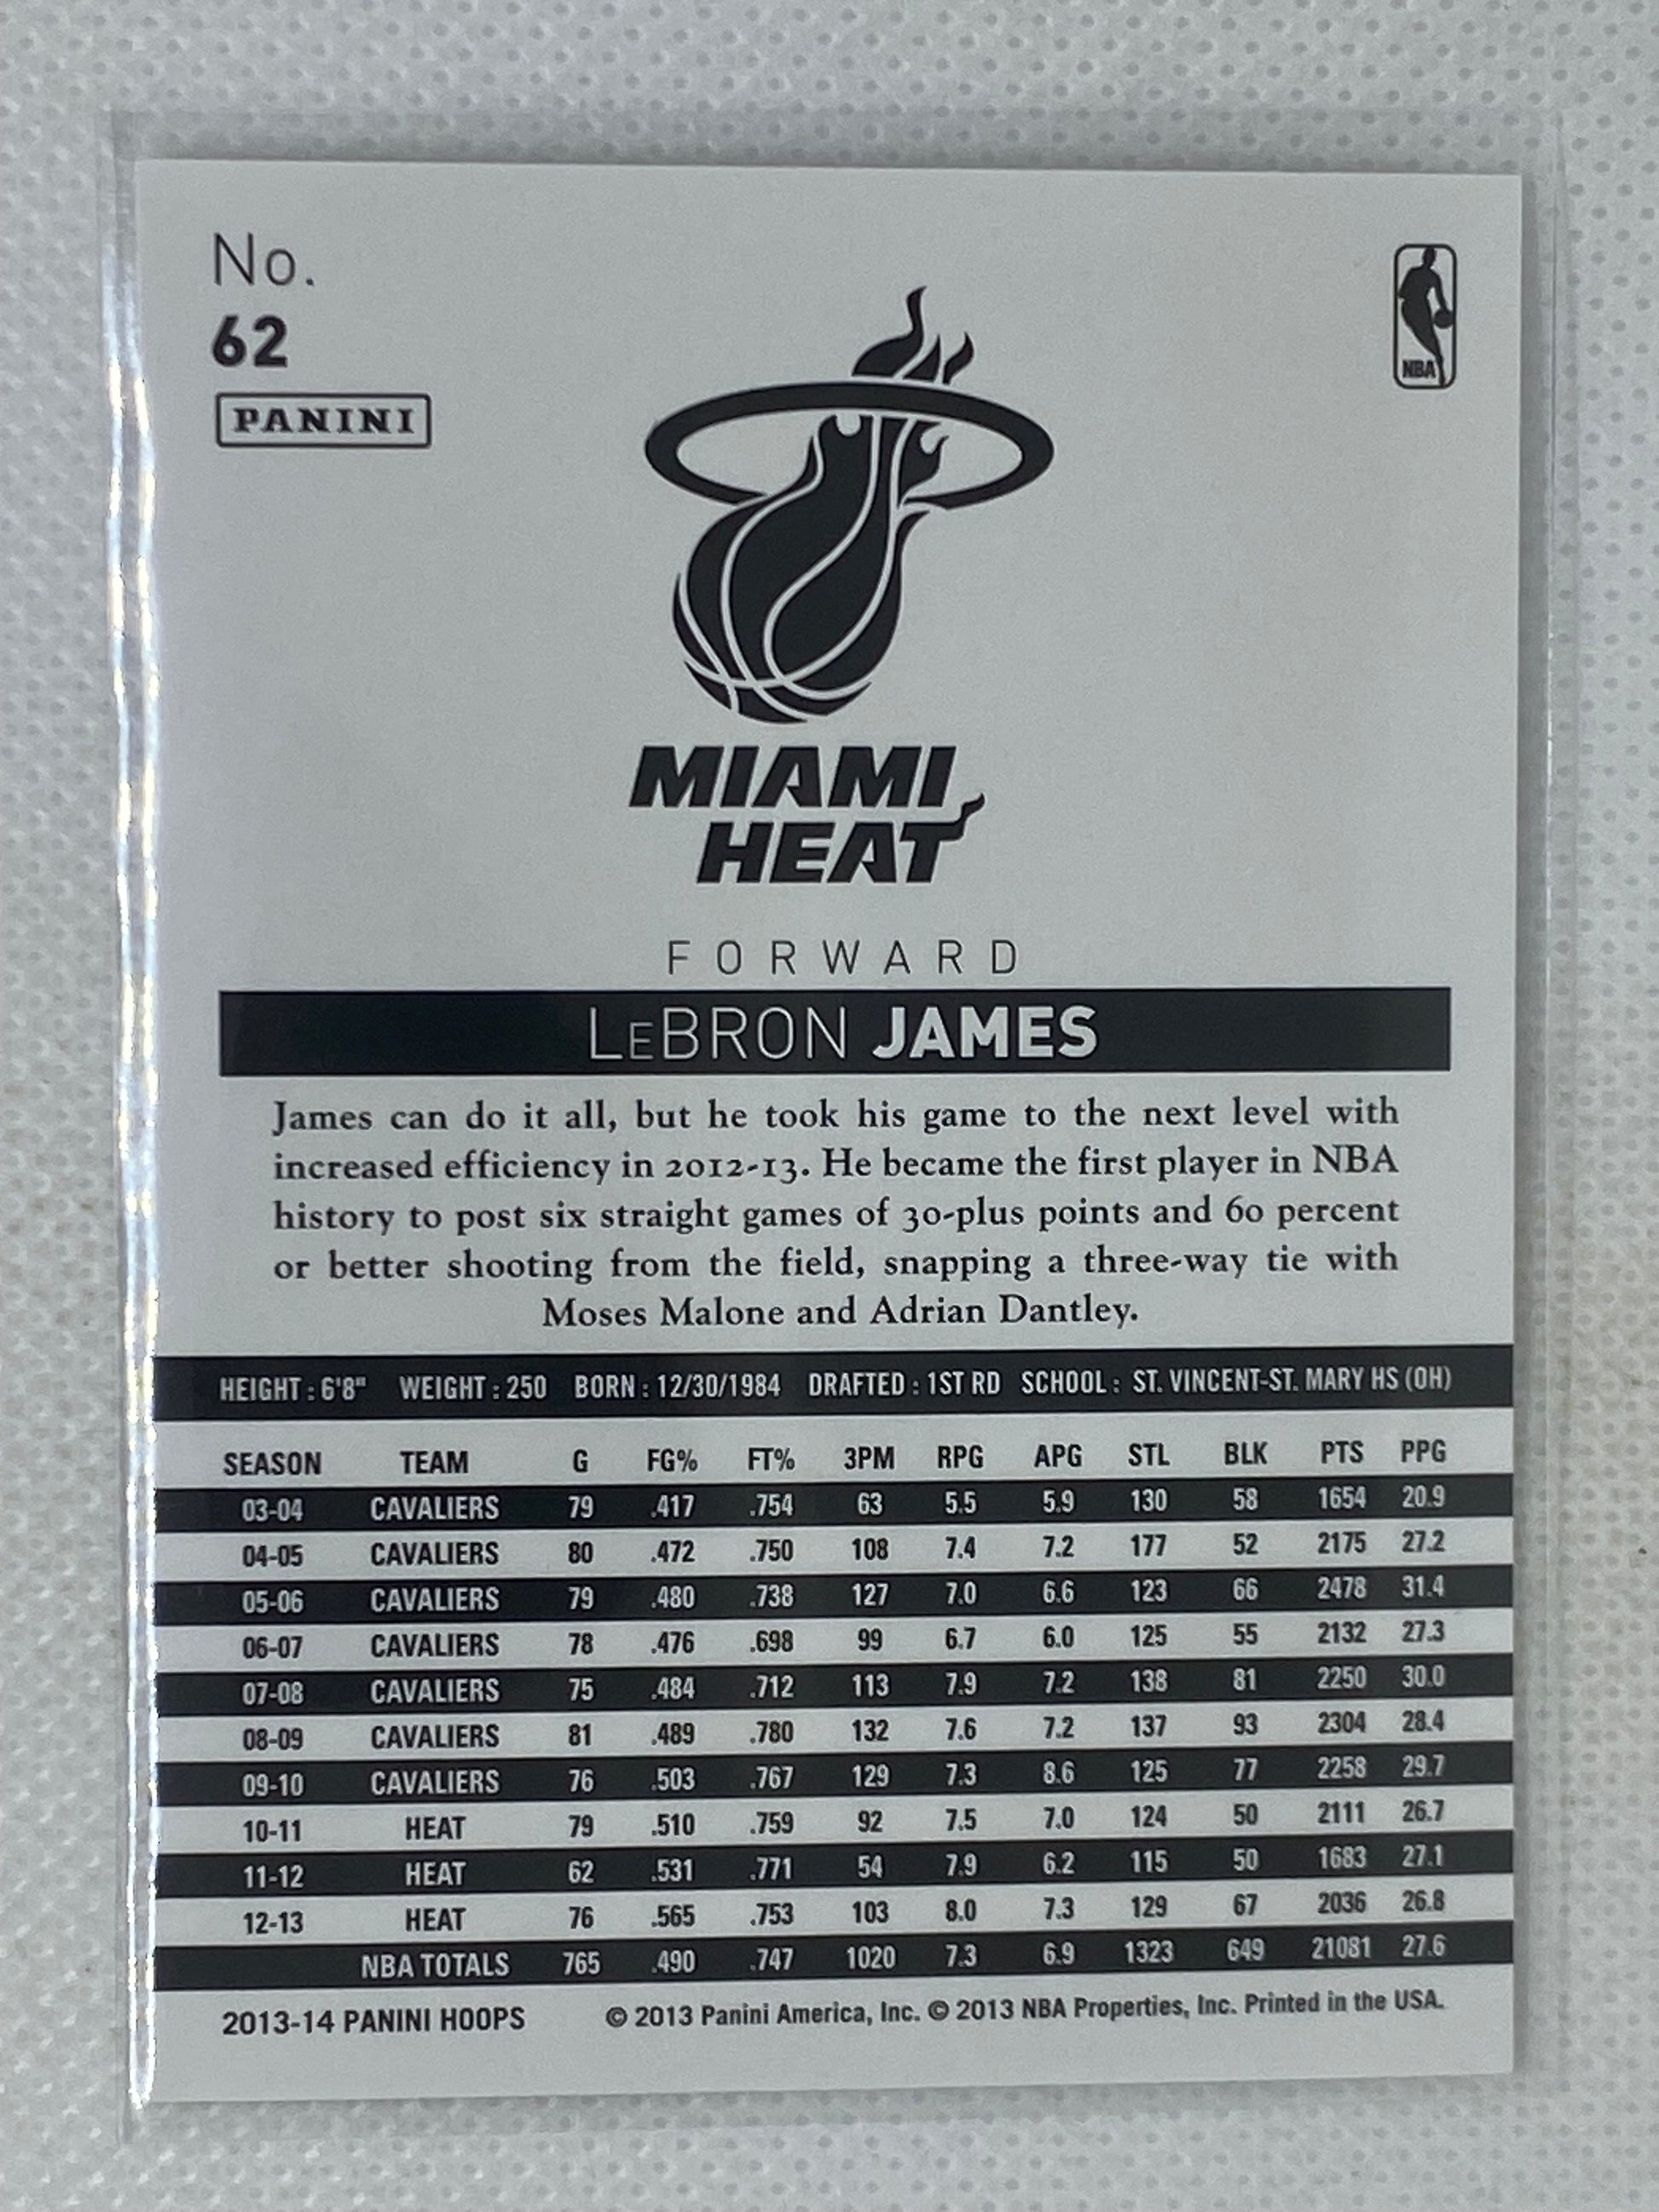 No.
62
PANINI
NBA
MIAMI
HEAT
FORWARD
LeBRON JAMES
James can do it all, but he took his game to the next level with
increased efficiency in 2012-13. He became the first player in NBA
history to post six straight games of 30-plus points and 60 percent
or better shooting from the field, snapping a three-way tie with
Moses Malone and Adrian Dantley.
HEIGHT : 6'8" WEIGHT : 250 BORN : 12/30/1984 DRAFTED : 1ST RD SCHOOL : ST. VINCENT-ST. MARY HS (OH)
SEASON TEAM G FG% FT% 3PM RPG APG STL BLK PTS PPG
03-04 CAVALIERS 79 .417 .754 63 5.5 5.9 130 58 1654 20.9
04-05 CAVALIERS 80 .472 .750 108 7.4 7.2 177 52 2175 27.2
05-06 CAVALIERS 79 .480 .738 127 7.0 6.6 123 66 2478 31.4
06-07 CAVALIERS 78 .476 .698 99 6.7 6.0 125 55 2132 27.3
07-08 CAVALIERS 75 .484 .712 113 7.9 7.2 138 81 2250 30.0
08-09 CAVALIERS 81 .489 .780 132 7.6 7.2 137 93 2304 28.4
09-10 CAVALIERS 76 .503 .767 129 7.3 8.6 125 77 2258 29.7
10-11 HEAT 79 .510 .759 92 7.5 7.0 124 50 2111 26.7
11-12 HEAT 62 .531 .771 54 7.9 6.2 115 50 1683 27.1
12-13 HEAT 76 .565 .753 103 8.0 7.3 129 67 2036 26.8
NBA TOTALS 765 .490 .747 1020 7.3 6.9 1323 649 21081 27.6
2013-14 PANINI HOOPS © 2013 Panini America, Inc. © 2013 NBA Properties, Inc. Printed in the USA.